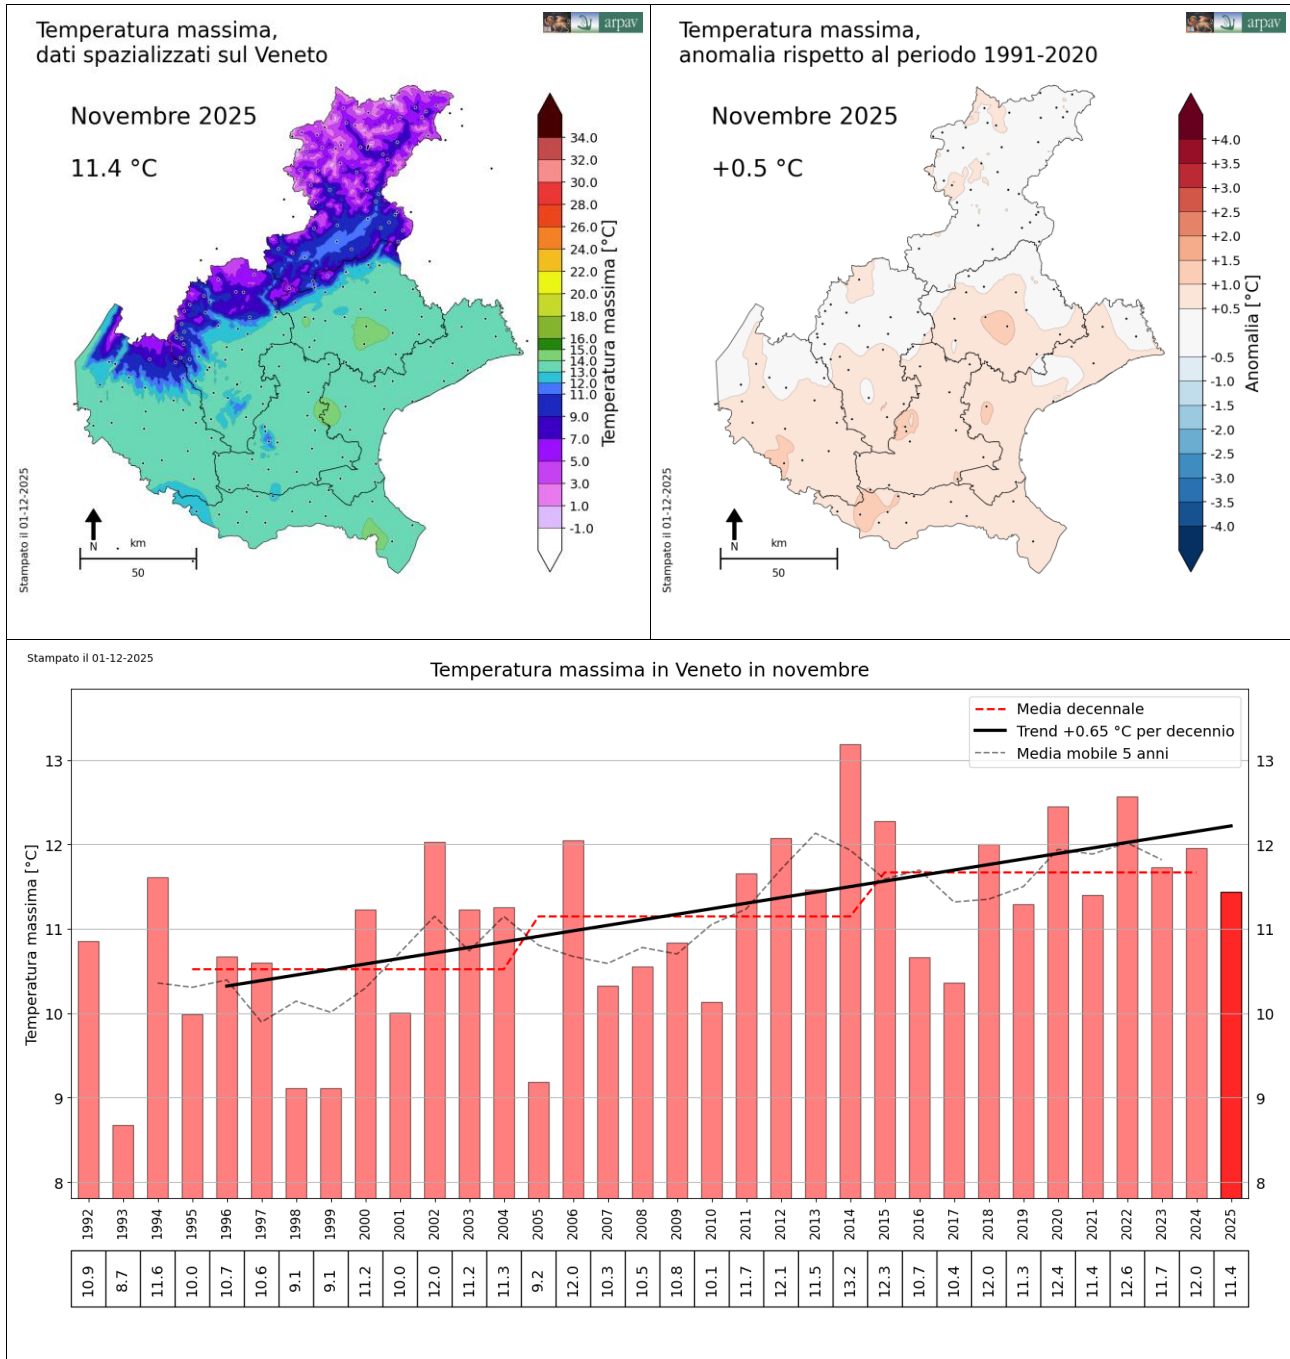 Temperatura massima,
dati spazializzati sul Veneto
arpav
Novembre 2025
11.4 °C
34.0
32.0
30.0
28.0
26.0
24.0
22.0
20.0
18.0
16.0
15.0
14.0
13.0
12.0
11.0
9.0
7.0
5.0
3.0
1.0
-1.0
Temperatura massima [°C]
Stampato il 01-12-2025
N
km
50
Temperatura massima,
anomalia rispetto al periodo 1991-2020
arpav
Novembre 2025
+0.5 °C
+4.0
+3.5
+3.0
+2.5
+2.0
+1.5
+1.0
+0.5
-0.5
-1.0
-1.5
-2.0
-2.5
-3.0
-3.5
-4.0
Anomalia [°C]
Stampato il 01-12-2025
N
km
50
Stampato il 01-12-2025
Temperatura massima in Veneto in novembre
Media decennale
Trend +0.65 °C per decennio
Media mobile 5 anni
Temperatura massima [°C]
13
12
11
10
9
8
13
12
11
10
9
8
1992 1993 1994 1995 1996 1997 1998 1999 2000 2001 2002 2003 2004 2005 2006 2007 2008 2009 2010 2011 2012 2013 2014 2015 2016 2017 2018 2019 2020 2021 2022 2023 2024 2025
10.9 8.7 11.6 10.0 10.7 10.6 9.1 9.1 11.2 10.0 12.0 11.2 11.3 9.2 12.0 10.3 10.5 10.8 10.1 11.7 12.1 11.5 13.2 12.3 10.7 10.4 12.0 11.3 12.4 11.4 12.6 11.7 12.0 11.4